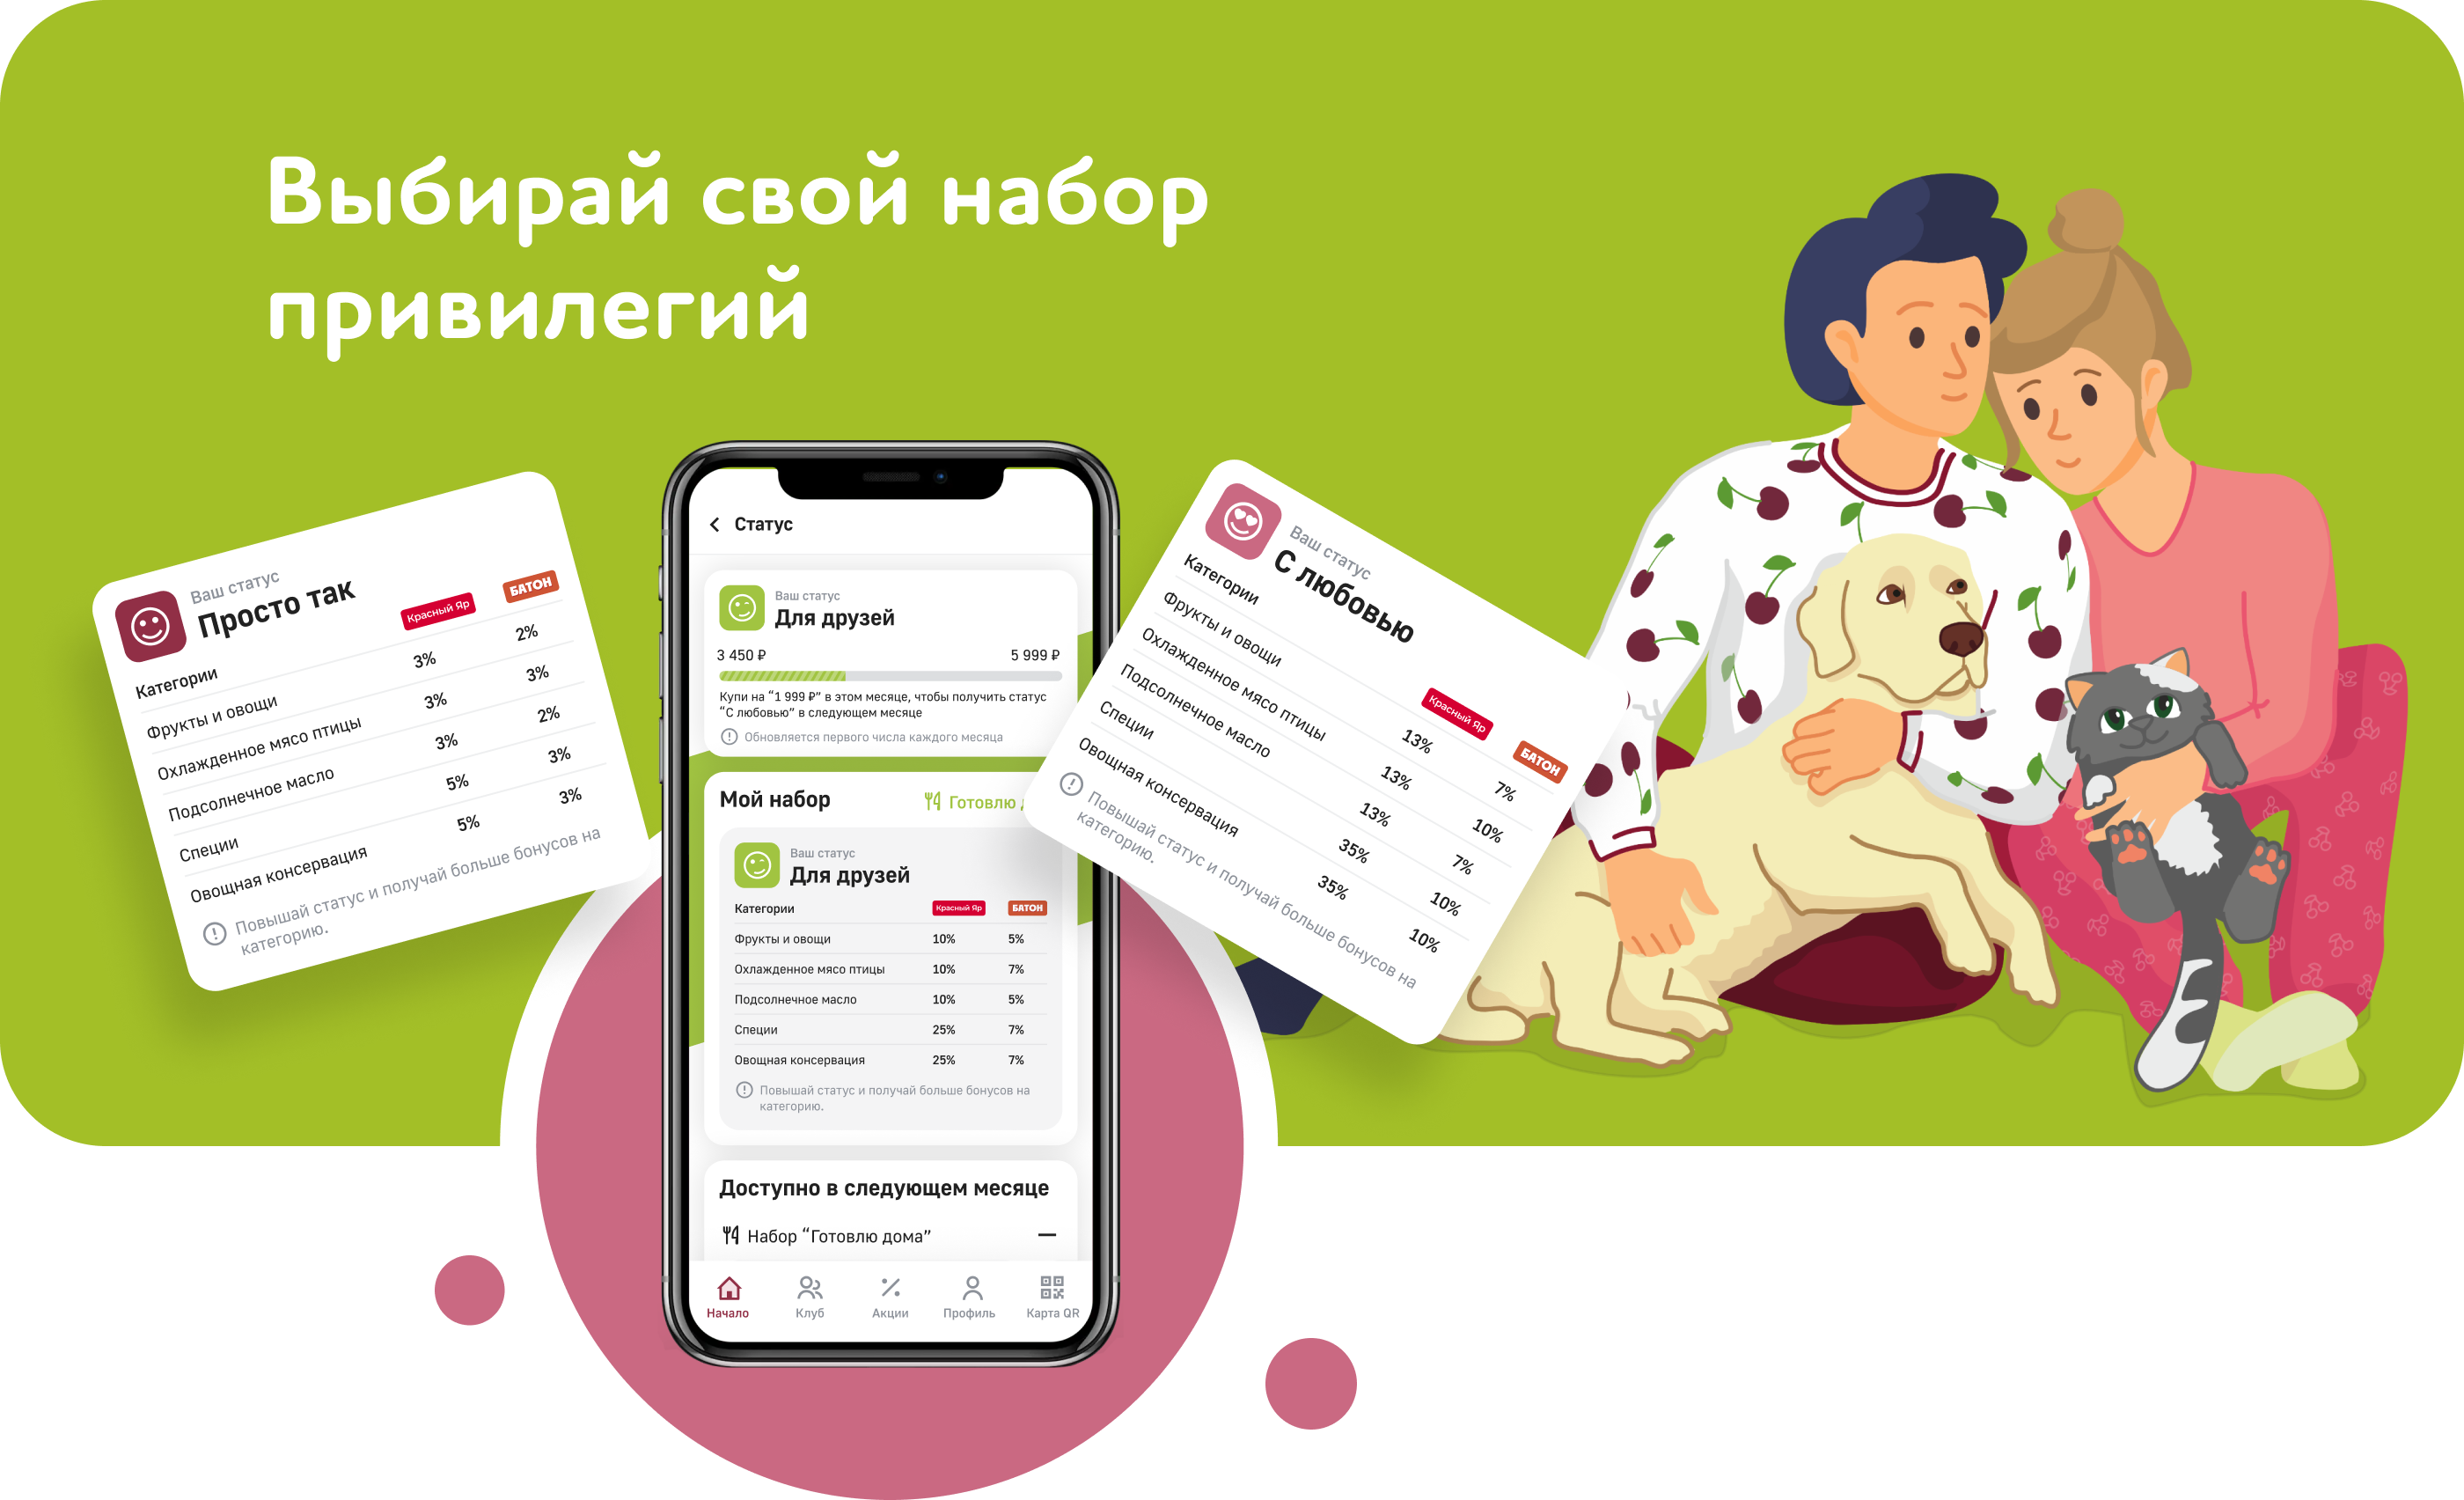 Выбирай свой набор
привилегий
Ваш статус
Просто так
Категории
Красный Яр
БАТОН
Фрукты и овощи
3%
2%
Охлажденное мясо птицы
3%
3%
Подсолнечное масло
3%
2%
Специи
5%
3%
Овощная консервация
5%
3%
Повышай статус и получай больше бонусов на
категорию.
Статус
Ваш статус
Для друзей
3 450 ₽
5 999 ₽
Купи на “1 999 ₽” в этом месяце, чтобы получить статус
“С любовью” в следующем месяце
Обновляется первого числа каждого месяца
Мой набор
Готовлю
Ваш статус
Для друзей
Категории
Красный Яр
БАТОН
Фрукты и овощи
10%
5%
Охлажденное мясо птицы
10%
7%
Подсолнечное масло
10%
5%
Специи
25%
7%
Овощная консервация
25%
7%
Повышай статус и получай больше бонусов на
категорию.
Доступно в следующем месяце
Набор “Готовлю дома”
Начало
Клуб
Акции
Профиль
Карта QR
Ваш статус
С любовью
Категории
Красный Яр
БАТОН
Фрукты и овощи
13%
7%
Охлажденное мясо птицы
13%
10%
Подсолнечное масло
13%
7%
Специи
35%
10%
Овощная консервация
35%
10%
Повышай статус и получай больше бонусов на
категорию.